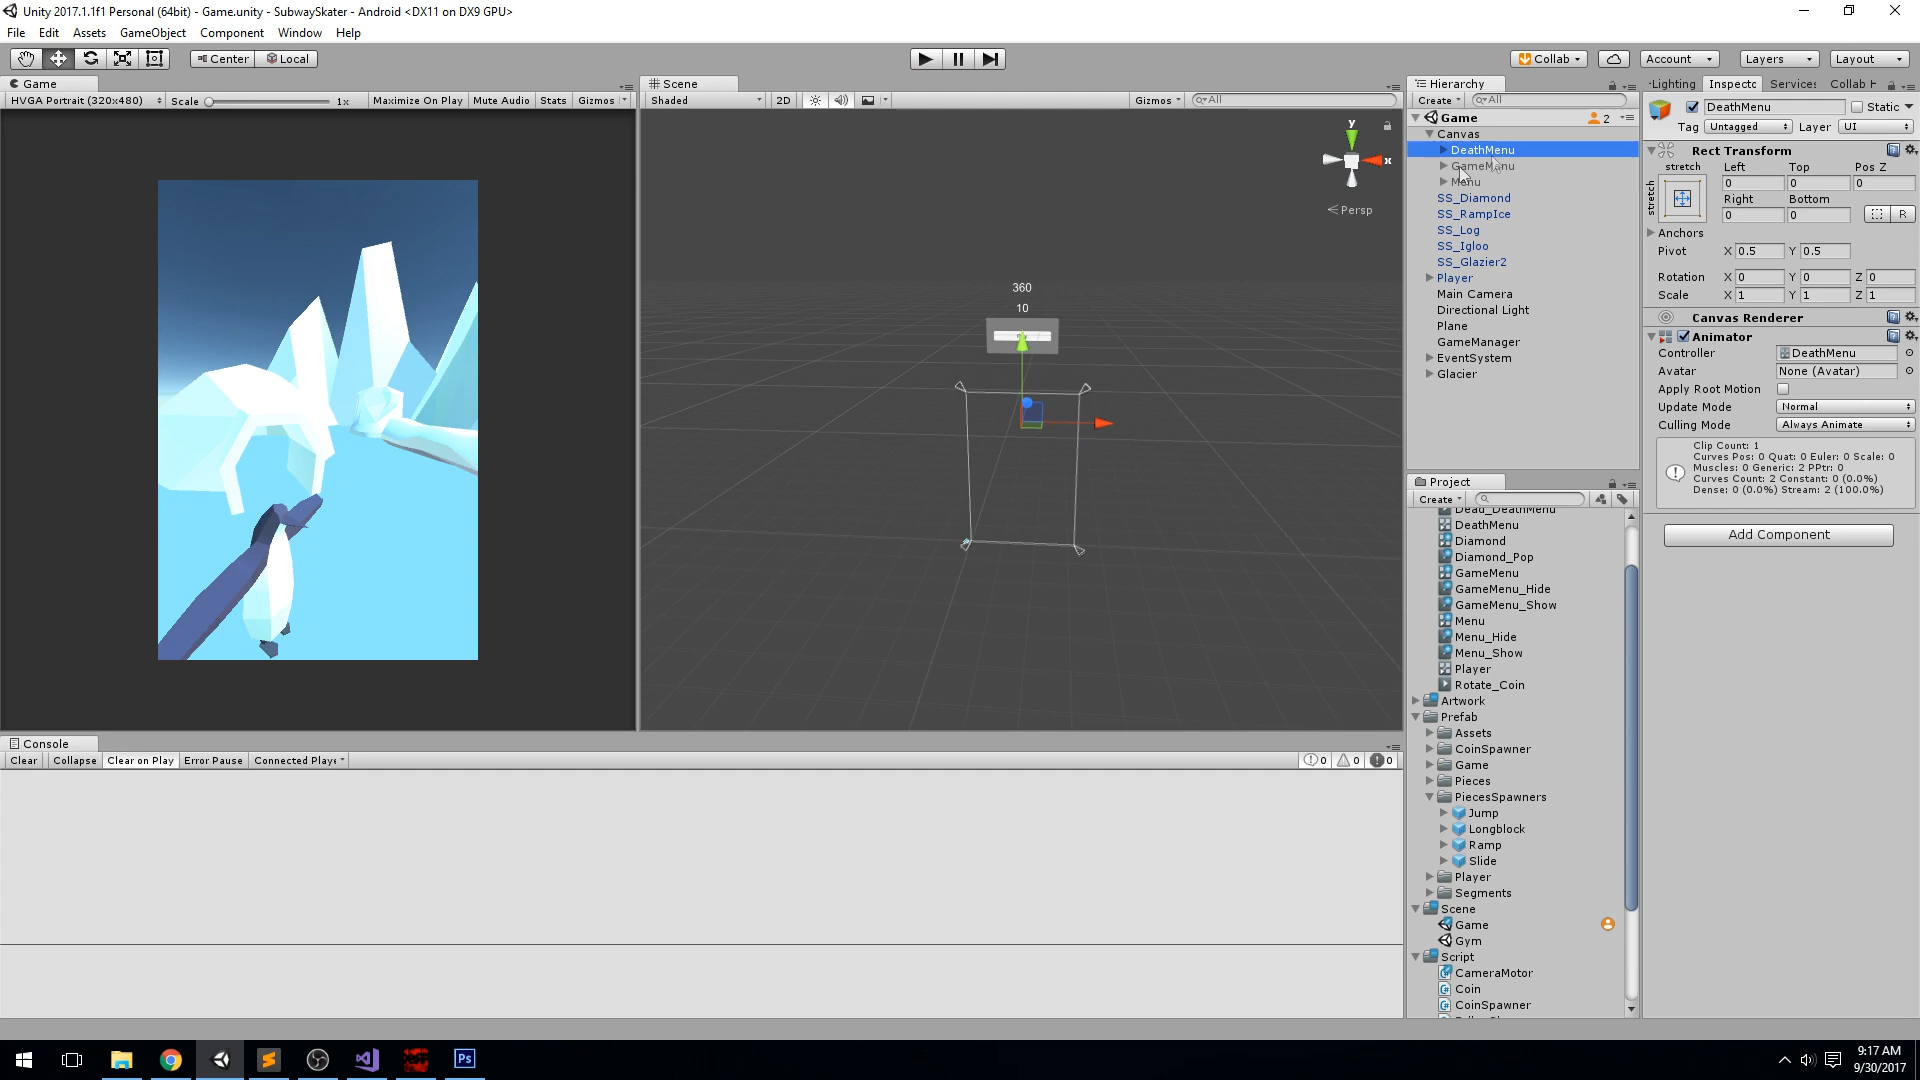 Unity 2017.1.1f1 Personal (64bit) - Game.unity - SubwaySkater - Android <DX11 on DX9 GPU>
File Edit Assets GameObject Component Window Help
Center Local
Collab Account Layers Layout
Game
HVGA Portrait (320x480) Scale 1x Maximize On Play Mute Audio Stats Gizmos
Scene
Shaded 2D Gizmos All
y
x
Persp
360
10
Hierarchy
Create All
Game 2
Canvas
DeathMenu
GameMenu
Menu
SS_Diamond
SS_RampIce
SS_Log
SS_Igloo
SS_Glazier2
Player
Main Camera
Directional Light
Plane
GameManager
EventSystem
Glacier
Project
Create
Dead_DeathMenu
DeathMenu
Diamond
Diamond_Pop
GameMenu
GameMenu_Hide
GameMenu_Show
Menu
Menu_Hide
Menu_Show
Player
Rotate_Coin
Artwork
Prefab
Assets
CoinSpawner
Game
Pieces
PiecesSpawners
Jump
Longblock
Ramp
Slide
Player
Segments
Scene
Game
Gym
Script
CameraMotor
Coin
CoinSpawner
Lighting Inspecto Services Collab H
DeathMenu Static
Tag Untagged Layer UI
Rect Transform
stretch Left Top Pos Z
stretch
0 0 0
Right Bottom
0 0 R
Anchors
Pivot X 0.5 Y 0.5
Rotation X 0 Y 0 Z 0
Scale X 1 Y 1 Z 1
Canvas Renderer
Animator
Controller DeathMenu
Avatar None (Avatar)
Apply Root Motion
Update Mode Normal
Culling Mode Always Animate
Clip Count: 1
Curves Pos: 0 Quat: 0 Euler: 0 Scale: 0
Muscles: 0 Generic: 2 PPtr: 0
Curves Count: 2 Constant: 0 (0.0%)
Dense: 0 (0.0%) Stream: 2 (100.0%)
Add Component
Console
Clear Collapse Clear on Play Error Pause Connected Playe 0 0 0
Ps
9:17 AM
9/30/2017